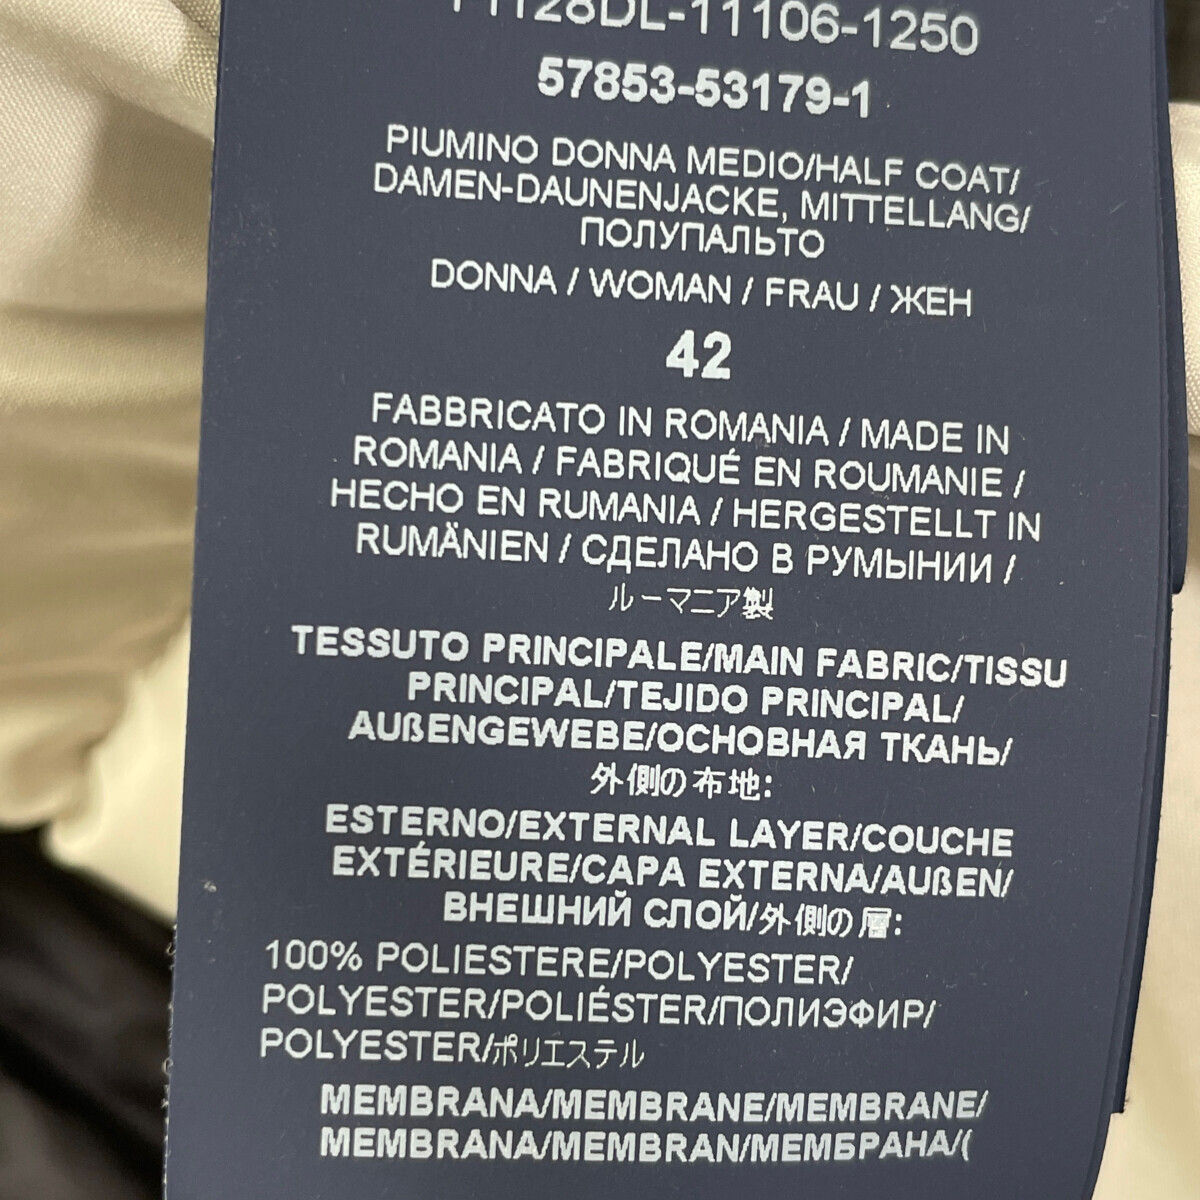 28DL-11106-1250
57853-53179-1
PIUMINO DONNA MEDIO/HALF COAT/
DAMEN-DAUNENJACKE, MITTELLANG/
ПОЛУПАЛЬТО
DONNA / WOMAN / FRAU / ЖЕН
42
FABBRICATO IN ROMANIA / MADE IN
ROMANIA / FABRIQUÉ EN ROUMANIE /
HECHO EN RUMANIA / HERGESTELLT IN
RUMÄNIEN / СДЕЛАНО В РУМЫНИИ /
ルーマニア製
TESSUTO PRINCIPALE/MAIN FABRIC/TISSU
PRINCIPAL/TEJIDO PRINCIPAL/
AUßENGEWEBE/ОСНОВНАЯ ТКАНЬ/
外側の布地:
ESTERNO/EXTERNAL LAYER/COUCHE
EXTÉRIEURE/CAPA EXTERNA/AUßEN/
ВНЕШНИЙ СЛОЙ/外側の層:
100% POLIESTERE/POLYESTER/
POLYESTER/POLIÉSTER/ПОЛИЭФИР/
POLYESTER/ポリエステル
MEMBRANA/MEMBRANE/MEMBRANE/
MEMBRANA/MEMBRAN/МЕМБРАНА/(